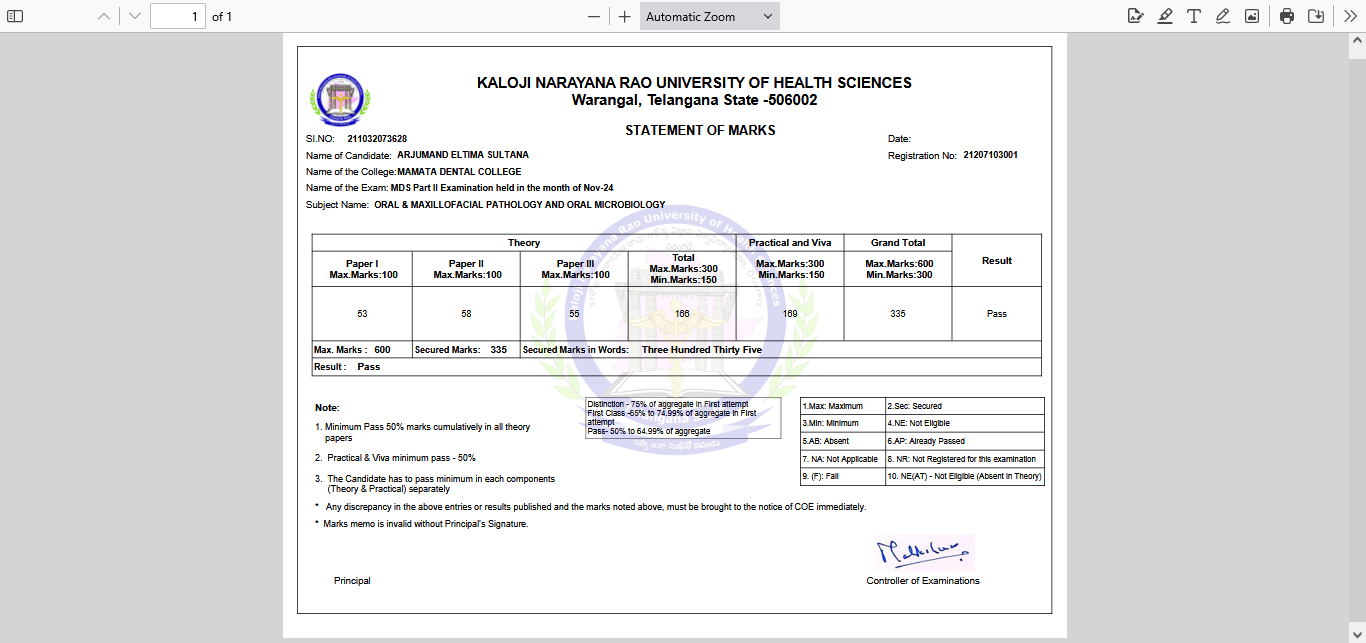 1 of 1
Automatic Zoom
KALOJI NARAYANA RAO UNIVERSITY OF HEALTH SCIENCES
Warangal, Telangana State -506002
STATEMENT OF MARKS
SI.NO: 211032073628
Date:
Name of Candidate: ARJUMAND ELTIMA SULTANA
Registration No: 21207103001
Name of the College: MAMATA DENTAL COLLEGE
Name of the Exam: MDS Part II Examination held in the month of Nov-24
Subject Name: ORAL & MAXILLOFACIAL PATHOLOGY AND ORAL MICROBIOLOGY
Theory Practical and Viva Grand Total Result
Paper I Max.Marks:100
Paper II Max.Marks:100
Paper III Max.Marks:100
Total Max.Marks:300 Min.Marks:150
Max.Marks:300 Min.Marks:150
Max.Marks:600 Min.Marks:300
53 58 55 166 169 335 Pass
Max. Marks : 600 Secured Marks: 335 Secured Marks in Words: Three Hundred Thirty Five
Result : Pass
Note:
1. Minimum Pass 50% marks cumulatively in all theory
papers
2. Practical & Viva minimum pass - 50%
3. The Candidate has to pass minimum in each components
(Theory & Practical) separately
Distinction - 75% of aggregate in First attempt
First Class -65% to 74.99% of aggregate in First
attempt
Pass- 50% to 64.99% of aggregate
1.Max: Maximum 2.Sec: Secured
3.Min: Minimum 4.NE: Not Eligible
5.AB: Absent 6.AP: Already Passed
7. NA: Not Applicable 8. NR: Not Registered for this examination
9. (F): Fail 10. NE(AT) - Not Eligible (Absent in Theory)
* Any discrepancy in the above entries or results published and the marks noted above, must be brought to the notice of COE immediately.
* Marks memo is invalid without Principal's Signature.
Principal
Controller of Examinations